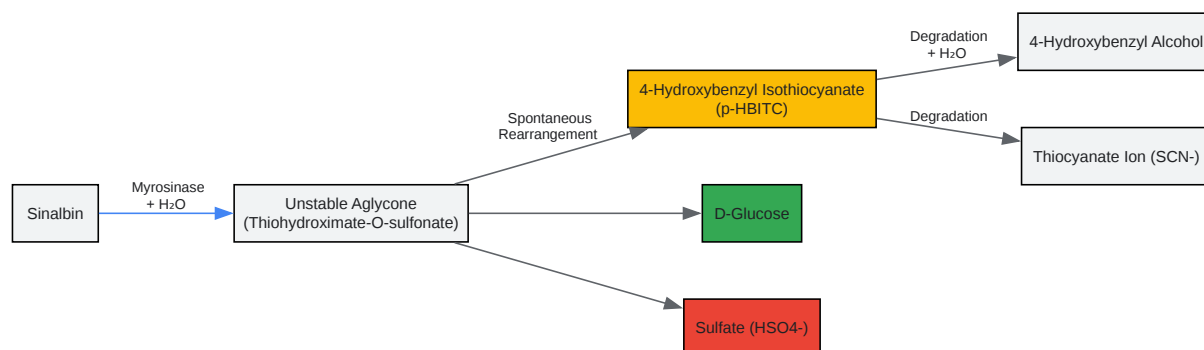 Sinalbin
Myrosinase
+ H₂O
Unstable Aglycone
(Thiohydroximate-O-sulfonate)
Spontaneous
Rearrangement
4-Hydroxybenzyl Isothiocyanate
(p-HBITC)
D-Glucose
Sulfate (HSO4-)
Degradation
+ H₂O
4-Hydroxybenzyl Alcohol
Degradation
Thiocyanate Ion (SCN-)